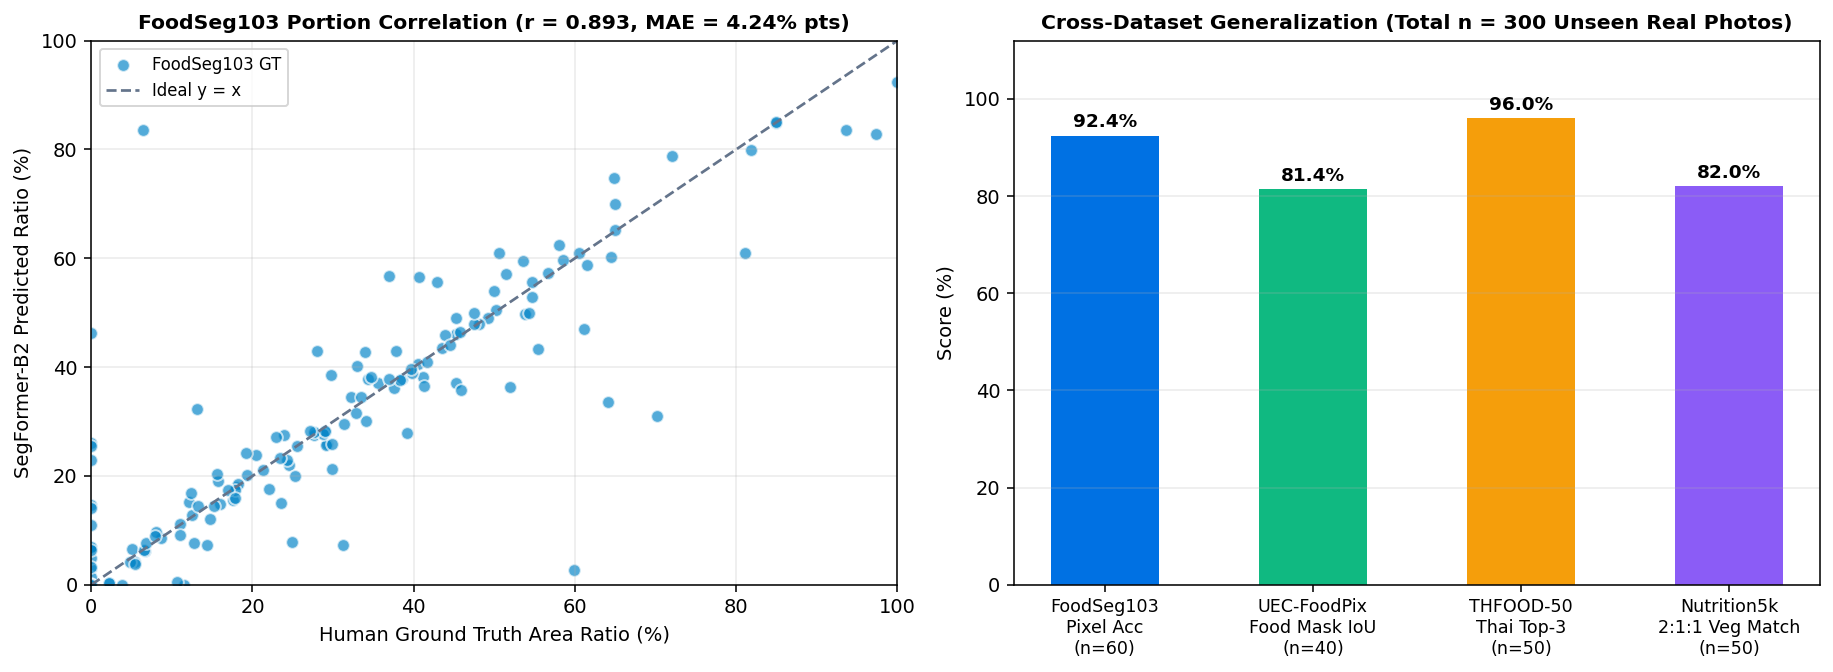 FoodSeg103 Portion Correlation (r = 0.893, MAE = 4.24% pts)
FoodSeg103 GT
Ideal y = x
SegFormer-B2 Predicted Ratio (%)
100
80
60
40
20
0
0 20 40 60 80 100
Human Ground Truth Area Ratio (%)
Cross-Dataset Generalization (Total n = 300 Unseen Real Photos)
Score (%)
100
80
60
40
20
0
92.4%
81.4%
96.0%
82.0%
FoodSeg103
Pixel Acc
(n=60)
UEC-FoodPix
Food Mask IoU
(n=40)
THFOOD-50
Thai Top-3
(n=50)
Nutrition5k
2:1:1 Veg Match
(n=50)